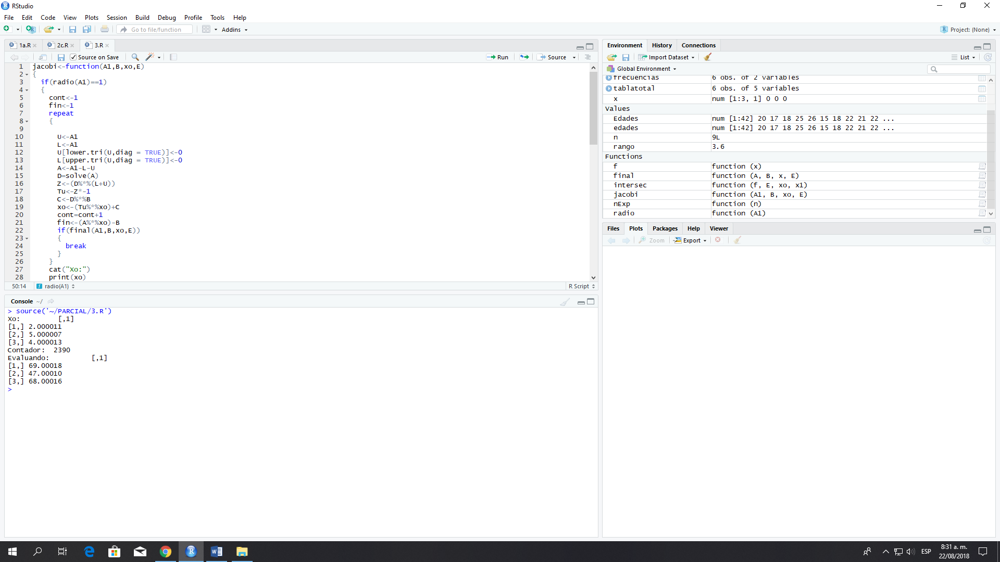 RStudio
File Edit Code View Plots Session Build Debug Profile Tools Help
Go to file/function Addins Project: (None)
1a.R 2c.R 3.R
Source on Save Run Source
1 jacobi<-function(A1,B,xo,E)
2 {
3 if(radio(A1)==1)
4 {
5 cont<-1
6 fin<-1
7 repeat
8 {
9
10 U<-A1
11 L<-A1
12 U[lower.tri(U,diag = TRUE)]<-0
13 L[upper.tri(U,diag = TRUE)]<-0
14 A<-A1-L-U
15 D=solve(A)
16 Z<-(D%*%(L+U))
17 Tu<-Z*-1
18 C<-D%*%B
19 xo<-(Tu%*%xo)+C
20 cont=cont+1
21 fin<-(A%*%xo)-B
22 if(final(A1,B,xo,E))
23 {
24 break
25 }
26 }
27 cat("Xo:")
28 print(xo)
50:14 radio(A1) R Script
Console ~/
> source('~/PARCIAL/3.R')
Xo: [,1]
[1,] 2.000011
[2,] 5.000007
[3,] 4.000013
Contador: 2390
Evaluando: [,1]
[1,] 69.00018
[2,] 47.00010
[3,] 68.00016
>
Environment History Connections
Import Dataset List
Global Environment
frecuencias 6 obs. of 2 variables
tablatotal 6 obs. of 5 variables
x num [1:3, 1] 0 0 0
Values
Edades num [1:42] 20 17 18 25 26 15 18 22 21 22 ...
edades num [1:42] 20 17 18 25 26 15 18 22 21 22 ...
n 9L
rango 3.6
Functions
f function (x)
final function (A, B, x, E)
intersec function (f, E, xo, x1)
jacobi function (A1, B, xo, E)
nExp function (n)
radio function (A1)
Files Plots Packages Help Viewer
Zoom Export
ESP
8:31 a. m.
22/08/2018